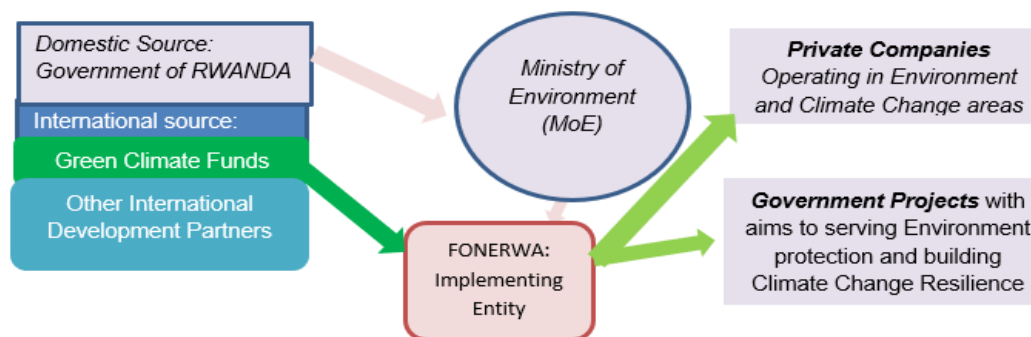 Domestic Source:
Government of RWANDA
International source:
Green Climate Funds
Other International
Development Partners
Ministry of
Environment
(MoE)
FONERWA:
Implementing
Entity
Private Companies
Operating in Environment
and Climate Change areas
Government Projects with
aims to serving Environment
protection and building
Climate Change Resilience